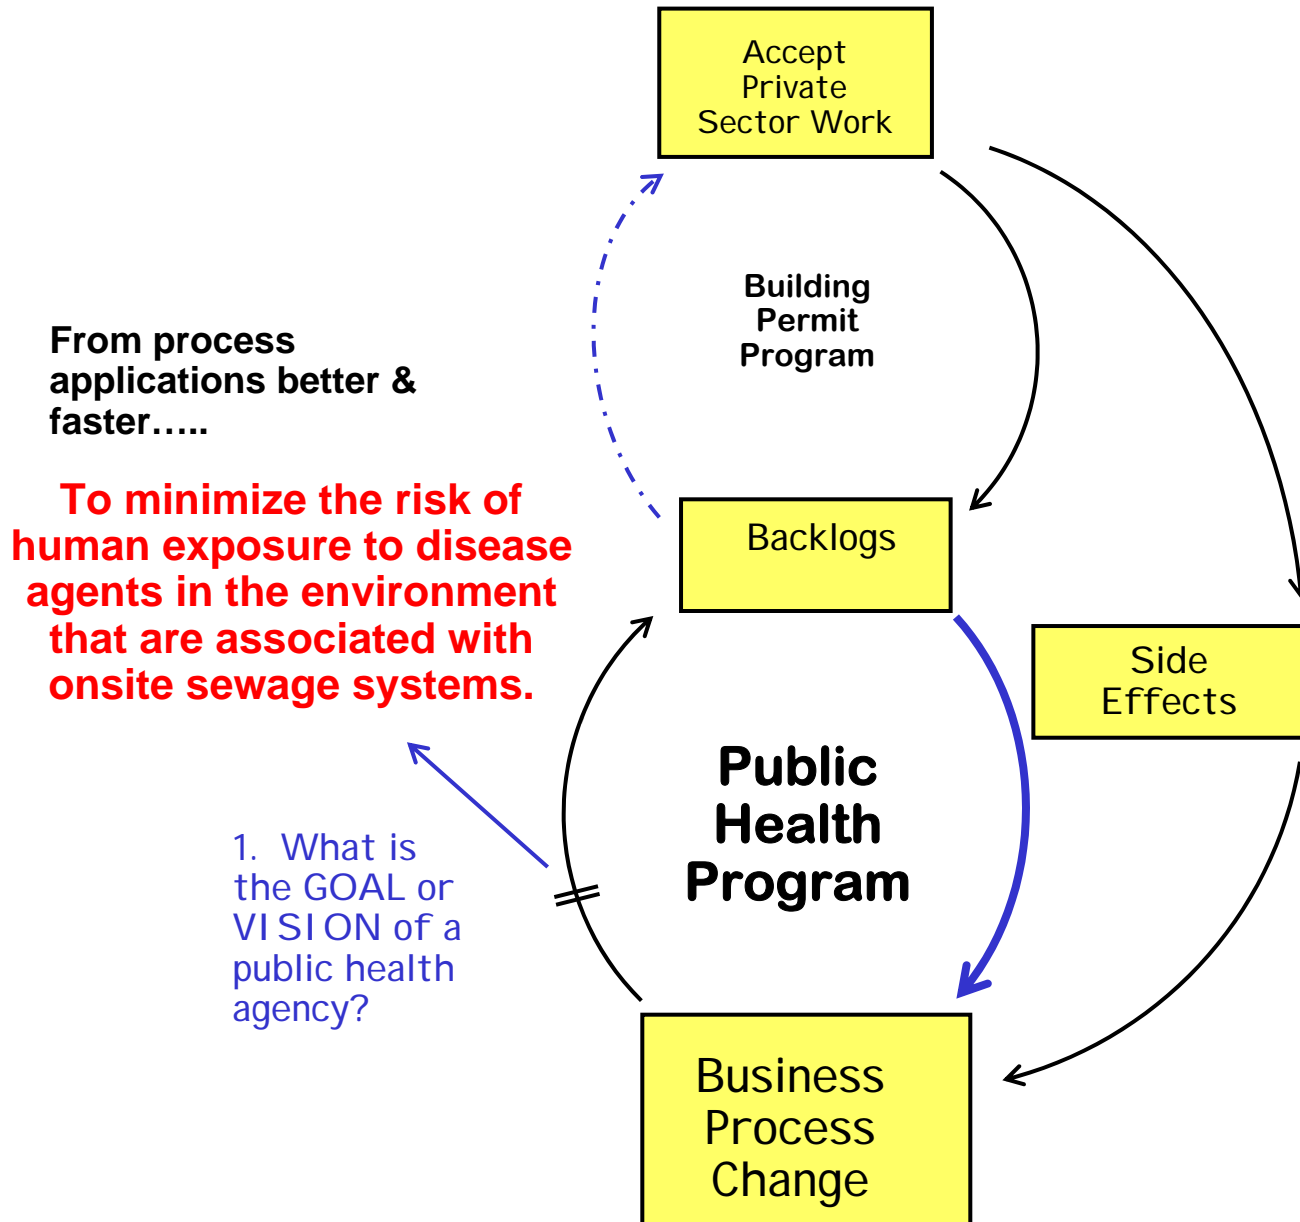 Accept
Private
Sector Work
Building
Permit
Program
From process
applications better &
faster…..
To minimize the risk of
human exposure to disease
agents in the environment
that are associated with
onsite sewage systems.
Backlogs
Side
Effects
Public
Health
Program
1. What is
the GOAL or
VISION of a
public health
agency?
Business
Process
Change